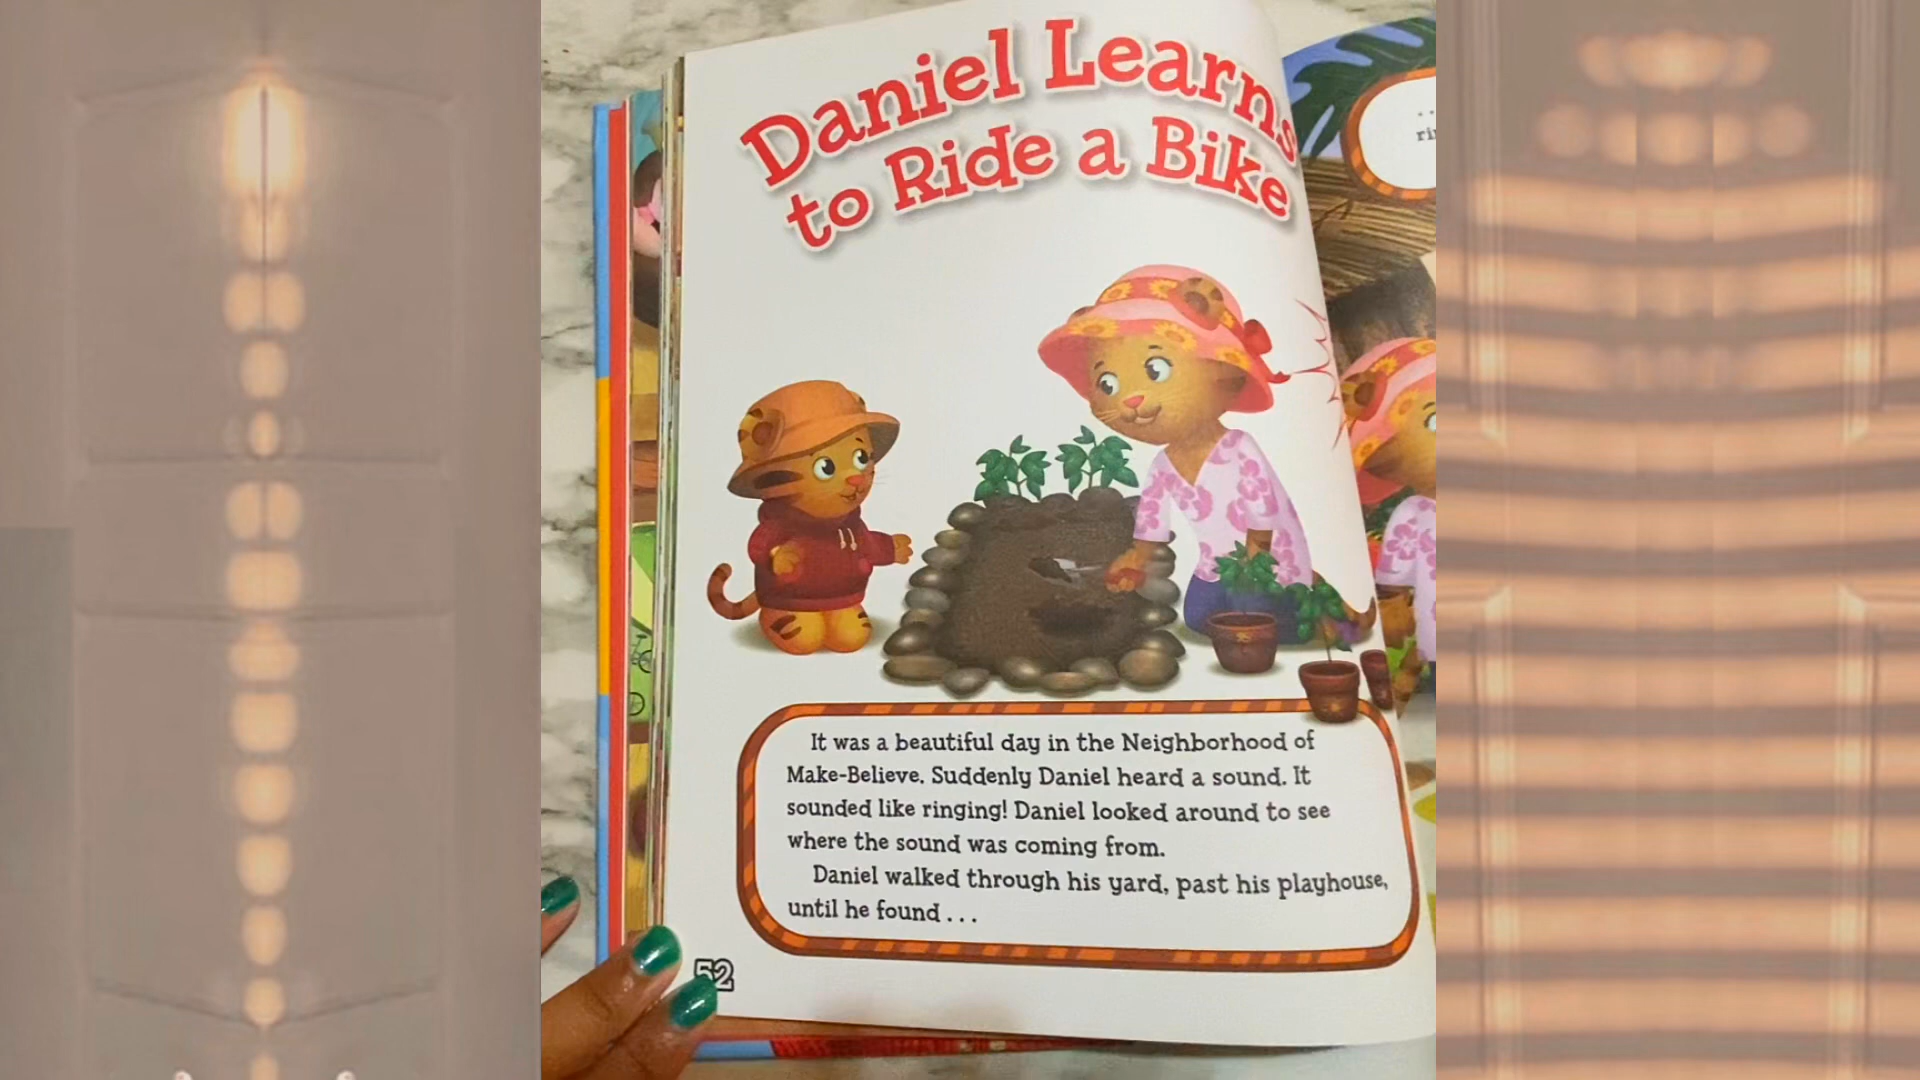 Daniel Learns
to Ride a Bike
It was a beautiful day in the Neighborhood of
Make-Believe. Suddenly Daniel heard a sound. It
sounded like ringing! Daniel looked around to see
where the sound was coming from.
Daniel walked through his yard, past his playhouse,
until he found . . .
52